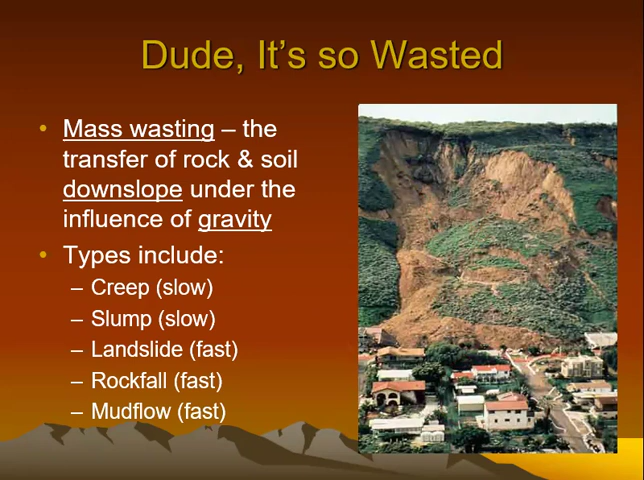 Dude, It's so Wasted
• Mass wasting – the
transfer of rock & soil
downslope under the
influence of gravity
• Types include:
– Creep (slow)
– Slump (slow)
– Landslide (fast)
– Rockfall (fast)
– Mudflow (fast)